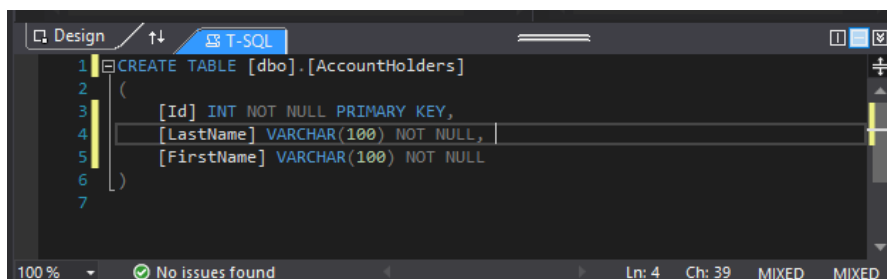 Design T-SQL
1 CREATE TABLE [dbo].[AccountHolders]
2 (
3 [Id] INT NOT NULL PRIMARY KEY,
4 [LastName] VARCHAR(100) NOT NULL,
5 [FirstName] VARCHAR(100) NOT NULL
6 )
7
100 % No issues found Ln: 4 Ch: 39 MIXED MIXED